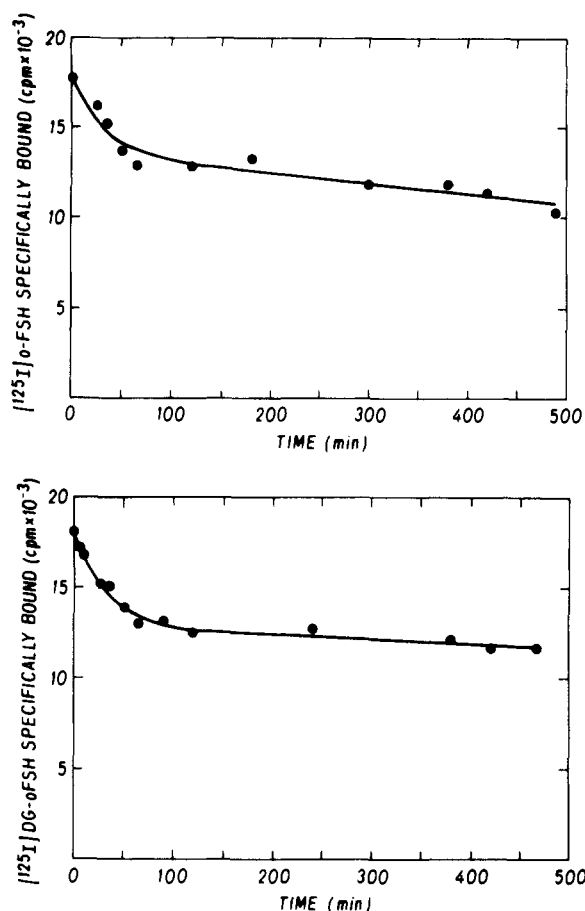 [¹²⁵I]o-FSH SPECIFICALLY BOUND (cpm×10⁻³)
20
15
10
5
0 100 200 300 400 500
TIME (min)
[¹²⁵I]DG-oFSH SPECIFICALLY BOUND (cpm×10⁻³)
20
15
10
5
0 100 200 300 400 500
TIME (min)